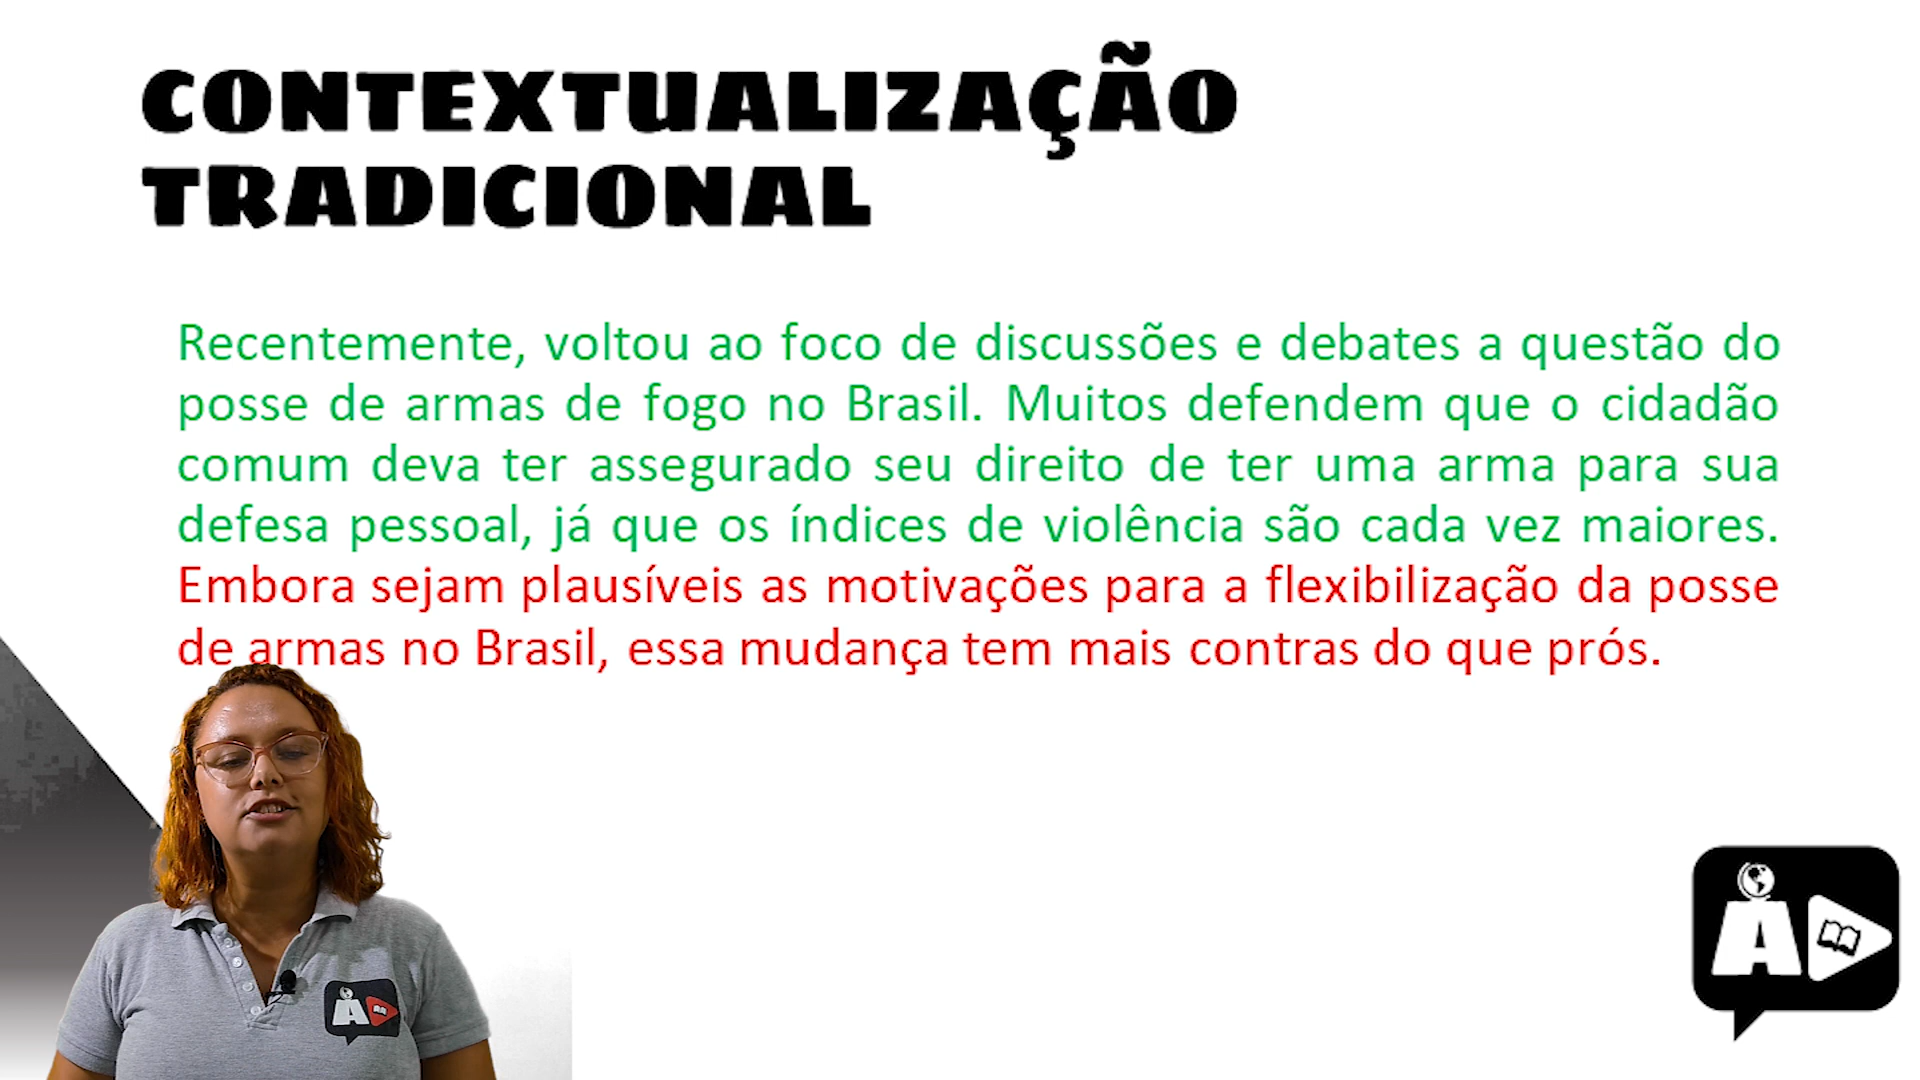 CONTEXTUALIZAÇÃO
TRADICIONAL
Recentemente, voltou ao foco de discussões e debates a questão do
posse de armas de fogo no Brasil. Muitos defendem que o cidadão
comum deva ter assegurado seu direito de ter uma arma para sua
defesa pessoal, já que os índices de violência são cada vez maiores.
Embora sejam plausíveis as motivações para a flexibilização da posse
de armas no Brasil, essa mudança tem mais contras do que prós.
A
A